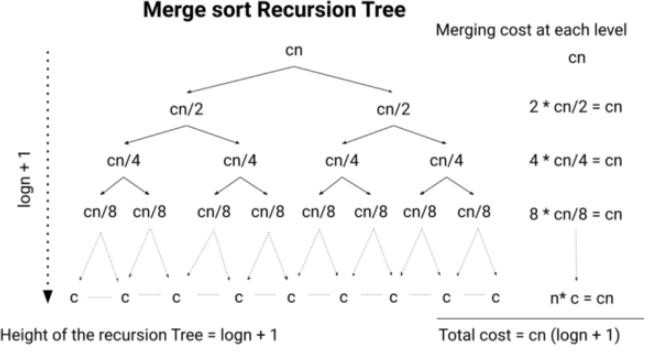 Merge sort Recursion Tree
Merging cost at each level
cn
cn
cn/2 cn/2
2 * cn/2 = cn
logn + 1
cn/4 cn/4 cn/4 cn/4
4 * cn/4 = cn
cn/8 cn/8 cn/8 cn/8 cn/8 cn/8 cn/8 cn/8
8 * cn/8 = cn
c c c c c c c c c
n* c = cn
Height of the recursion Tree = logn + 1
Total cost = cn (logn + 1)